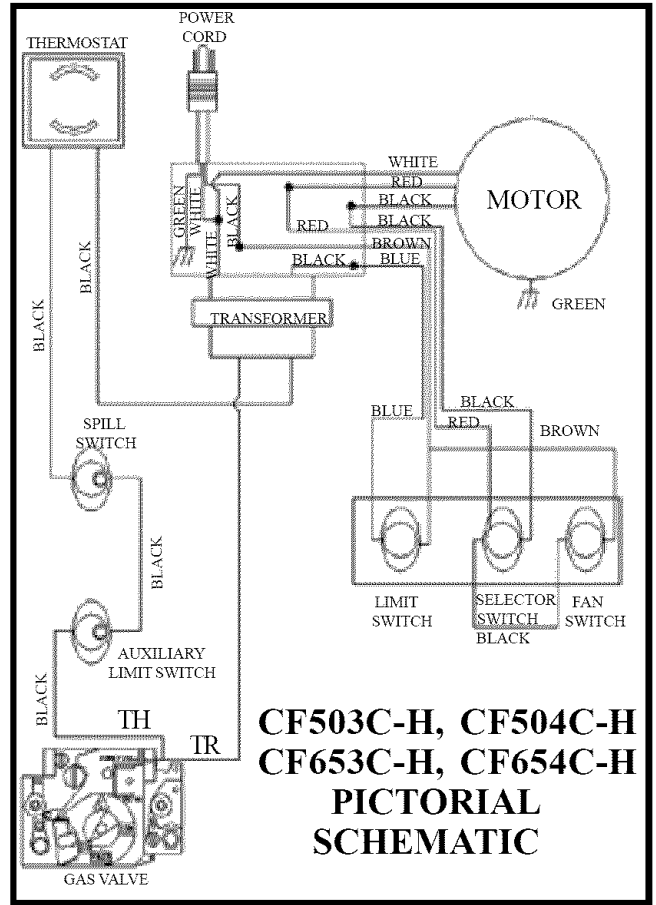 POWER
CORD
THERMOSTAT
WHITE
RED
BLACK
BLACK
MOTOR
GREEN
WHITE
BLACK
RED
BROWN
WHITE
BLACK
BLUE
GREEN
TRANSFORMER
BLACK
BLACK
BLUE
BLACK
RED
BROWN
SPILL
SWITCH
BLACK
LIMIT
SWITCH
SELECTOR
SWITCH
FAN
SWITCH
BLACK
AUXILIARY
LIMIT SWITCH
BLACK
TH
TR
CF503C-H, CF504C-H
CF653C-H, CF654C-H
PICTORIAL
SCHEMATIC
GAS VALVE